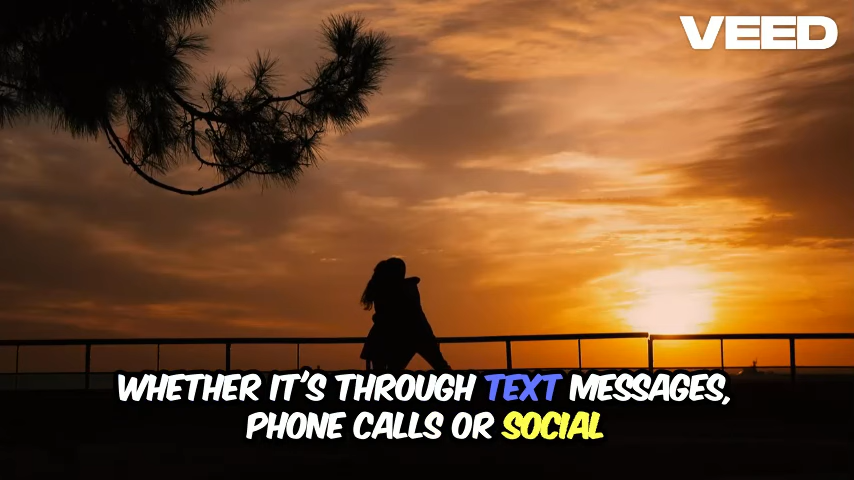 VEED
WHETHER IT'S THROUGH TEXT MESSAGES,
PHONE CALLS OR SOCIAL